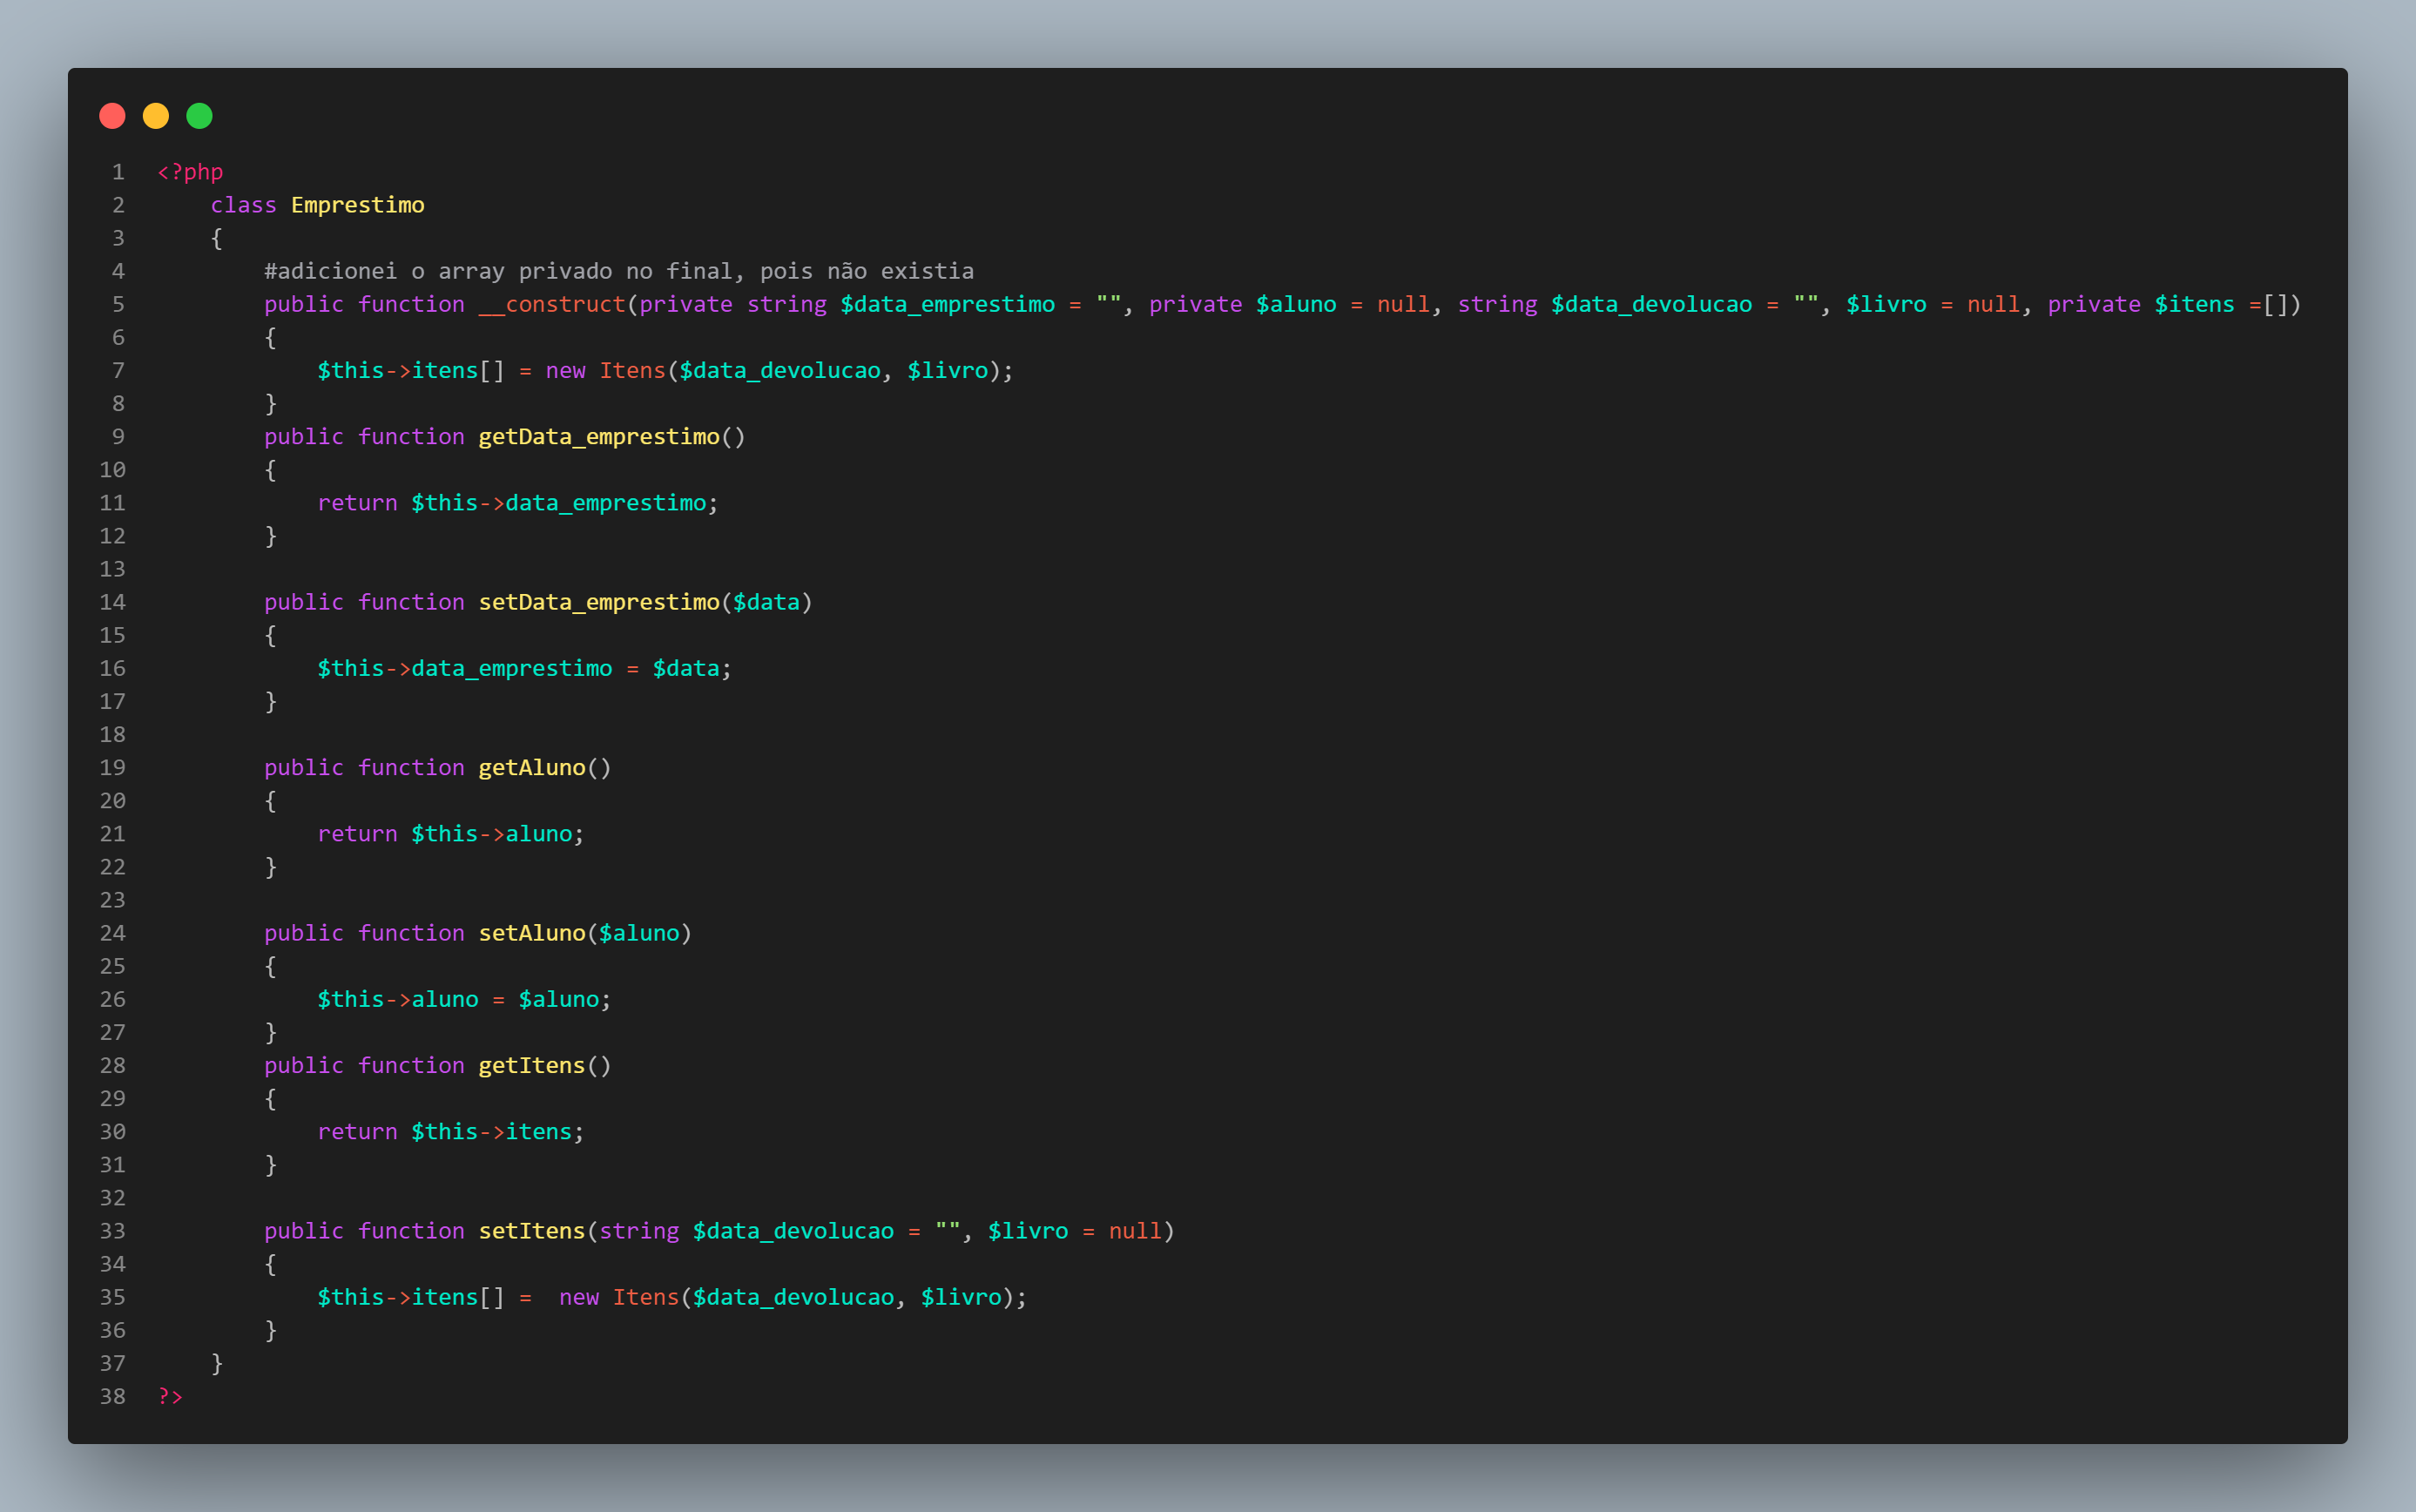 1 <?php
2     class Emprestimo
3     {
4         #adicionei o array privado no final, pois não existia
5         public function __construct(private string $data_emprestimo = "", private $aluno = null, string $data_devolucao = "", $livro = null, private $itens =[])
6         {
7             $this->itens[] = new Itens($data_devolucao, $livro);
8         }
9         public function getData_emprestimo()
10         {
11             return $this->data_emprestimo;
12         }
13
14         public function setData_emprestimo($data)
15         {
16             $this->data_emprestimo = $data;
17         }
18
19         public function getAluno()
20         {
21             return $this->aluno;
22         }
23
24         public function setAluno($aluno)
25         {
26             $this->aluno = $aluno;
27         }
28         public function getItens()
29         {
30             return $this->itens;
31         }
32
33         public function setItens(string $data_devolucao = "", $livro = null)
34         {
35             $this->itens[] =  new Itens($data_devolucao, $livro);
36         }
37     }
38 ?>